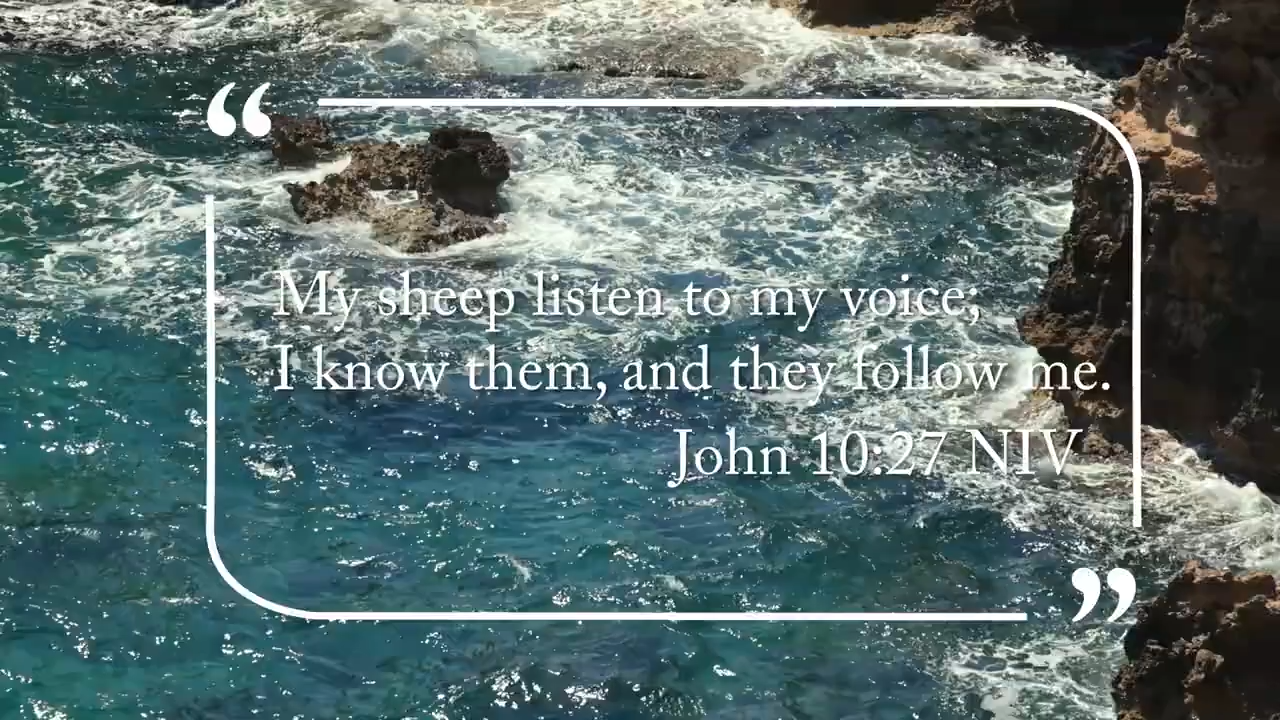 “
My sheep listen to my voice;
I know them, and they follow me.
John 10:27 NIV
”